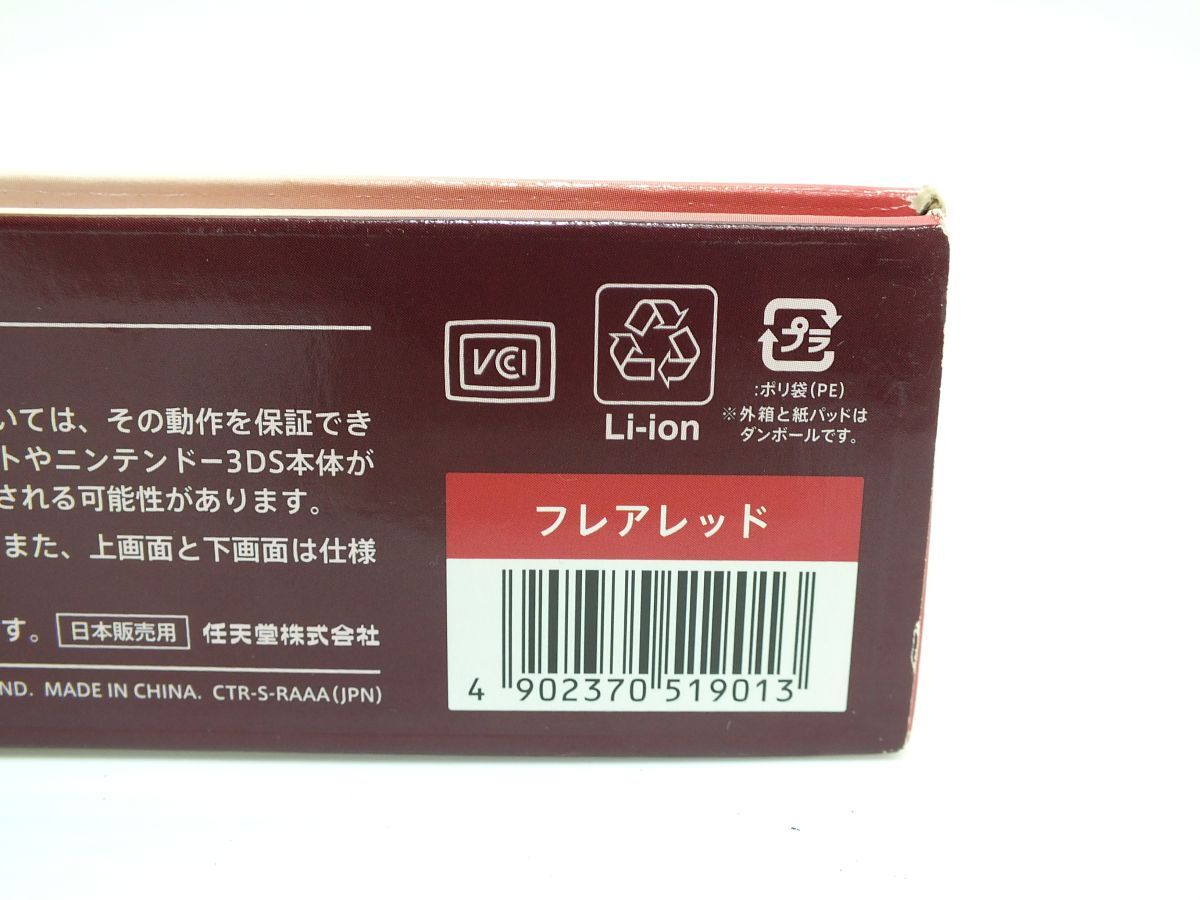 いては、その動作を保証でき
トやニンテンドー3DS本体が
される可能性があります。
また、上画面と下画面は仕様
す。 日本販売用 任天堂株式会社
ND. MADE IN CHINA. CTR-S-RAAA(JPN)
VCI
Li-ion
プラ
:ポリ袋(PE)
※外箱と紙パッドは
ダンボールです。
フレアレッド
4 902370 519013